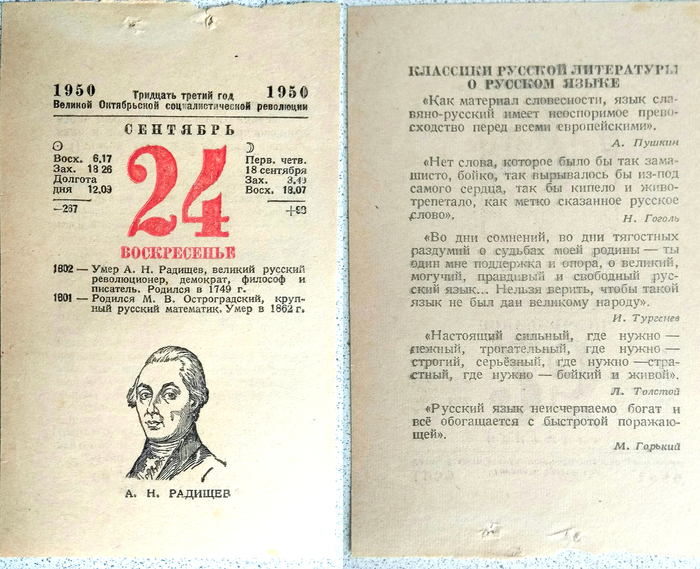 1950 Тридцать третий год 1950
Великой Октябрьской социалистической революции
СЕНТЯБРЬ
Восх. 6.17
Зах. 18 26
Долгота
дня 12.09
—267
24
Перв. четв.
18 сентября
Зах.
Восх. 18.07
+98
ВОСКРЕСЕНЬЕ
1802 — Умер А. Н. Радищев, великий русский
революционер, демократ, философ и
писатель. Родился в 1749 г.
1801 — Родился М. В. Остроградский, круп-
ный русский математик. Умер в 1862 г.
А. Н. РАДИЩЕВ
КЛАССИКИ РУССКОЙ ЛИТЕРАТУРЫ
О РУССКОМ ЯЗЫКЕ
«Как материал словесности, язык сла-
вяно-русский имеет неоспоримое прево-
сходство перед всеми европейскими».
А. Пушкин
«Нет слова, которое было бы так зама-
шисто, бойко, так вырывалось бы из-под
самого сердца, так бы кипело и живо-
трепетало, как метко сказанное русское
слово».
Н. Гоголь
«Во дни сомнений, во дни тягостных
раздумий о судьбах моей родины — ты
один мне поддержка и опора, о великий,
могучий, правдивый и свободный рус-
ский язык... Нельзя верить, чтобы такой
язык не был дан великому народу».
И. Тургенев
«Настоящий сильный, где нужно —
нежный, трогательный, где нужно —
строгий, серьёзный, где нужно —стра-
стный, где нужно — бойкий и живой».
Л. Толстой
«Русский язык неисчерпаемо богат и
всё обогащается с быстротой поражаю-
щей».
М. Горький